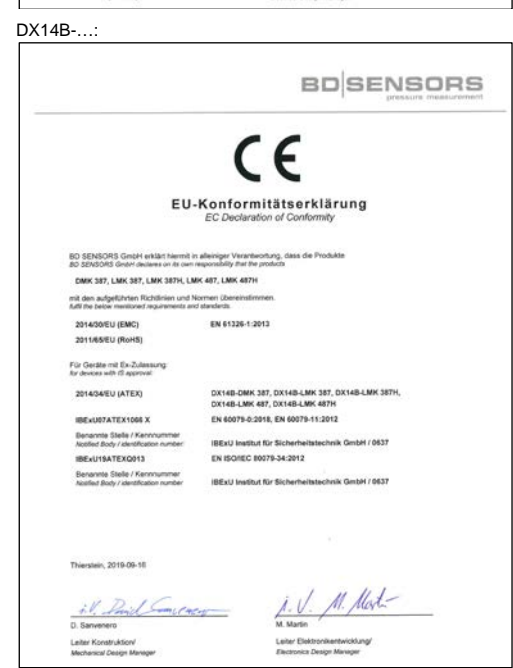 DX14B-…:
BD|SENSORS
pressure measurement
CE
EU-Konformitätserklärung
EC Declaration of Conformity
BD SENSORS GmbH erklärt hiermit in alleiniger Verantwortung, dass die Produkte
BD SENSORS GmbH declares on its own responsibility that the products
DMK 387, LMK 387, LMK 387H, LMK 487, LMK 487H
mit den aufgeführten Richtlinien und Normen übereinstimmen.
fulfil the below mentioned requirements and standards.
2014/30/EU (EMC) EN 61326-1:2013
2011/65/EU (RoHS)
Für Geräte mit Ex-Zulassung:
for devices with IS approval:
2014/34/EU (ATEX) DX14B-DMK 387, DX14B-LMK 387, DX14B-LMK 387H,
DX14B-LMK 487, DX14B-LMK 487H
IBExU07ATEX1066 X EN 60079-0:2018, EN 60079-11:2012
Benannte Stelle / Kennnummer
Notified Body / identification number: IBExU Institut für Sicherheitstechnik GmbH / 0637
IBExU19ATEXQ013 EN ISO/IEC 80079-34:2012
Benannte Stelle / Kennnummer
Notified Body / identification number IBExU Institut für Sicherheitstechnik GmbH / 0637
Thierstein, 2019-09-
i.V. David Sanvenero i.V. M. Martin
D. Sanvenero M. Martin
Leiter Konstruktion/ Leiter Elektronikentwicklung/
Mechanical Design Manager Electronics Design Manager